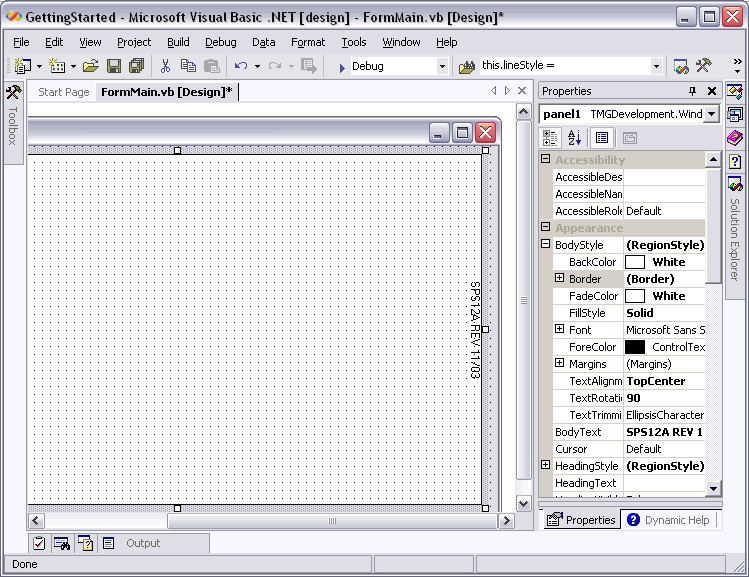 GettingStarted - Microsoft Visual Basic .NET [design] - FormMain.vb [Design]*
File Edit View Project Build Debug Data Format Tools Window Help
Debug this.lineStyle =
Toolbox
Start Page FormMain.vb [Design]*
SPS12A REV 11/03
Properties
panel1 TMGDevelopment.Wind
Accessibility
AccessibleDes
AccessibleNar
AccessibleRole Default
Appearance
BodyStyle (RegionStyle)
BackColor White
Border (Border)
FadeColor White
FillStyle Solid
Font Microsoft Sans S
ForeColor ControlTex
Margins (Margins)
TextAlignm TopCenter
TextRotatio 90
TextTrimmi EllipsisCharacter
BodyText SPS12A REV 1
Cursor Default
HeadingStyle (RegionStyle)
HeadingText
Solution Explorer
Properties Dynamic Help
Output
Done